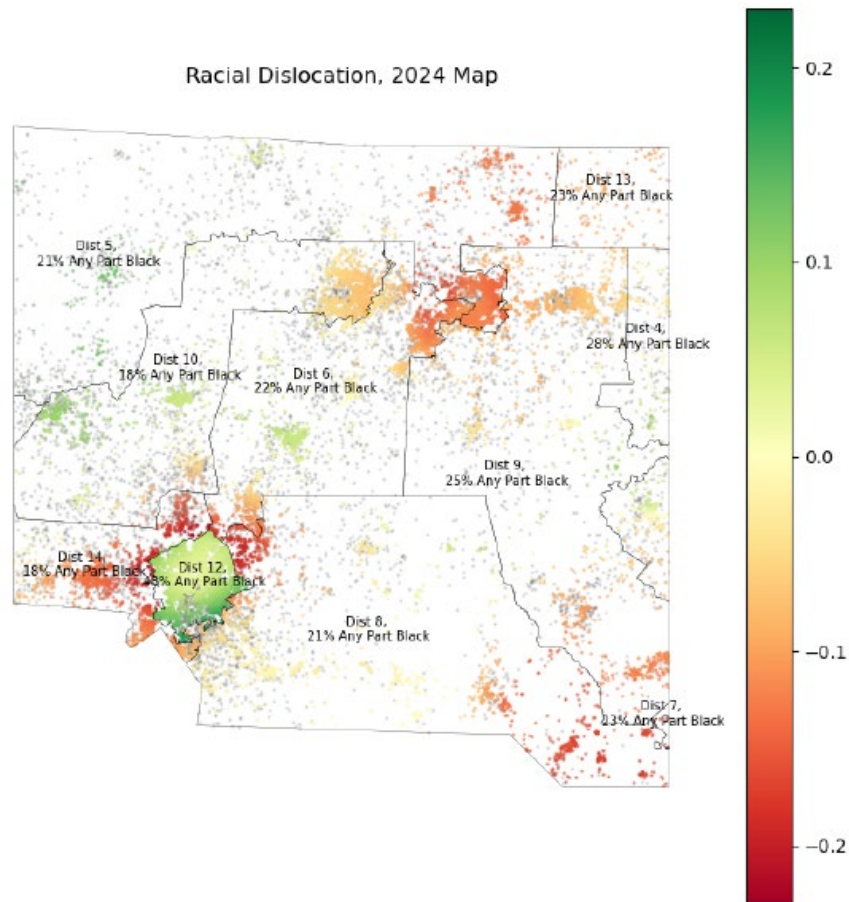 Racial Dislocation, 2024 Map
Dist 13,
23% Any Part Black
Dist 5,
21% Any Part Black
Dist 4,
28% Any Part Black
Dist 10,
18% Any Part Black
Dist 6,
22% Any Part Black
Dist 9,
25% Any Part Black
Dist 14,
18% Any Part Black
Dist 12,
Any Part Black
Dist 8,
21% Any Part Black
Dist 7,
Any Part Black
0.2
0.1
0.0
−0.1
−0.2